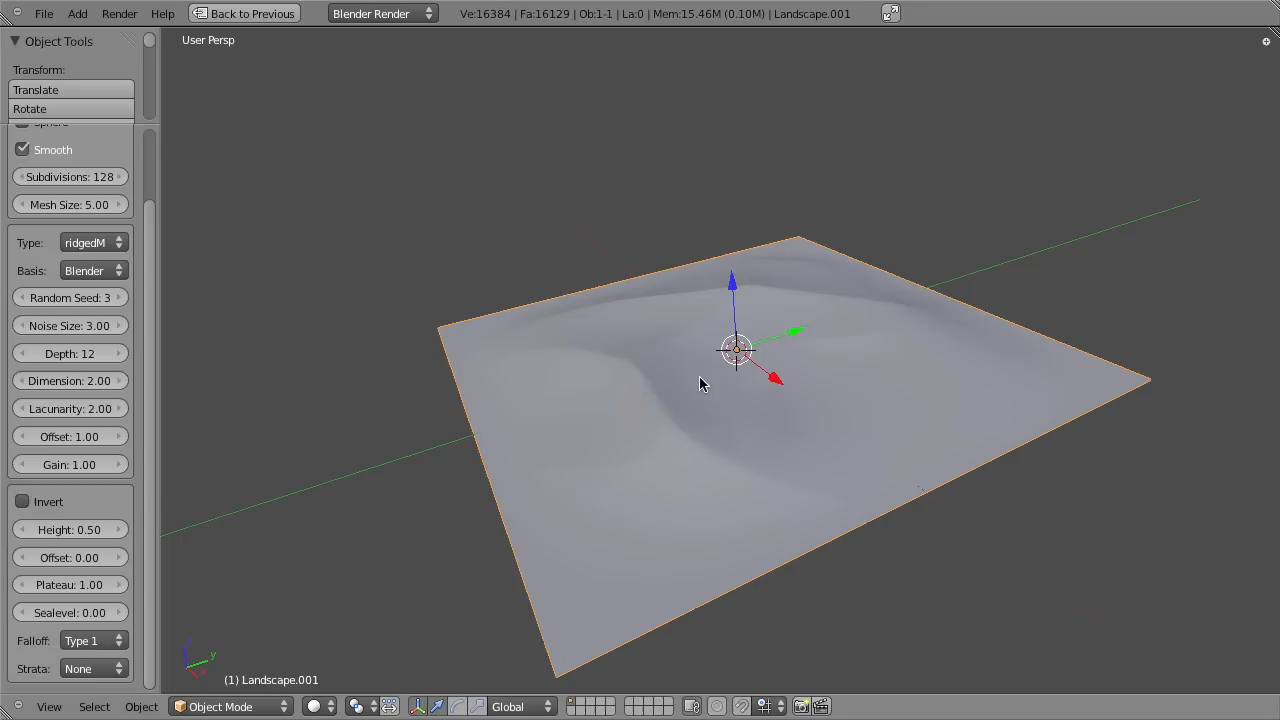 File Add Render Help Back to Previous Blender Render Ve:16384 | Fa:16129 | Ob:1-1 | La:0 | Mem:15.46M (0.10M) | Landscape.001
Object Tools
User Persp
Transform:
Translate
Rotate
Smooth
Subdivisions: 128
Mesh Size: 5.00
Type: ridgedM
Basis: Blender
Random Seed: 3
Noise Size: 3.00
Depth: 12
Dimension: 2.00
Lacunarity: 2.00
Offset: 1.00
Gain: 1.00
Invert
Height: 0.50
Offset: 0.00
Plateau: 1.00
Sealevel: 0.00
Falloff: Type 1
Strata: None
y
(1) Landscape.001
View Select Object Object Mode Global